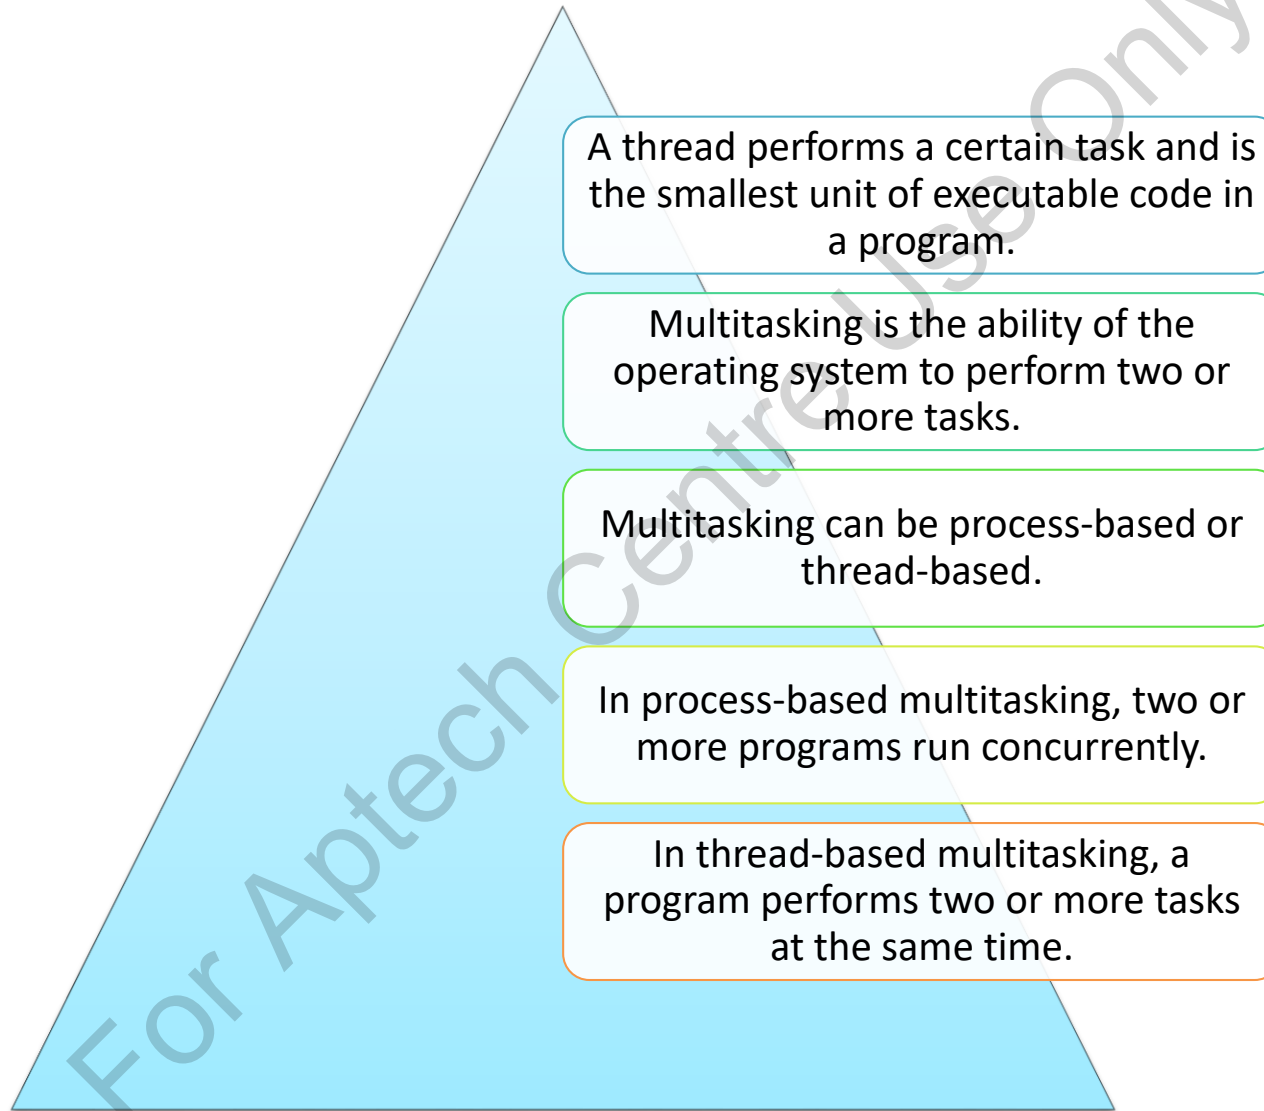 A thread performs a certain task and is
the smallest unit of executable code in
a program.
Multitasking is the ability of the
operating system to perform two or
more tasks.
Multitasking can be process-based or
thread-based.
In process-based multitasking, two or
more programs run concurrently.
In thread-based multitasking, a
program performs two or more tasks
at the same time.
For Aptech Centre Use Only